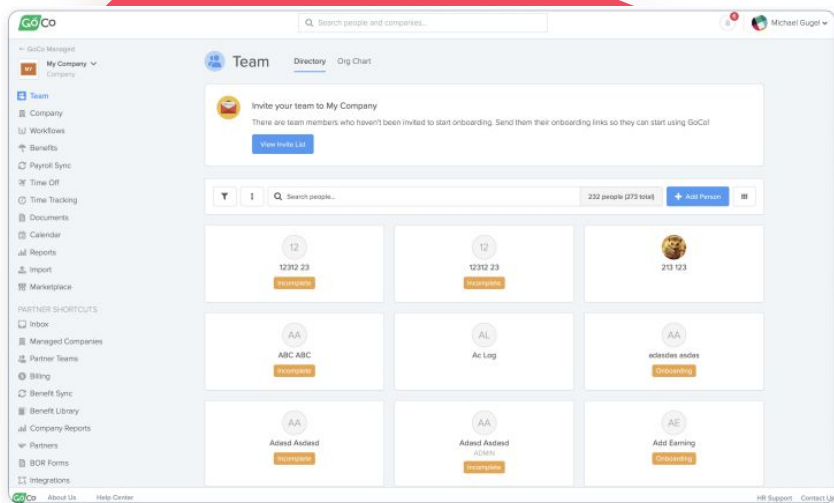 GoCo
Search people and companies...
6
Michael Gugel
← GoCo Managed
MY
My Company
Company
Team
Company
Workflows
Benefits
Payroll Sync
Time Off
Time Tracking
Documents
Calendar
Reports
Import
Marketplace
PARTNER SHORTCUTS
Inbox
Managed Companies
Partner Teams
Billing
Benefit Sync
Benefit Library
Company Reports
Partners
BOR Forms
Integrations
Team
Directory Org Chart
Invite your team to My Company
There are team members who haven't been invited to start onboarding. Send them their onboarding links so they can start using GoCo!
View Invite List
Search people...
232 people (273 total)
+ Add Person
12
12312 23
Incomplete
12
12312 23
Incomplete
213 123
AA
ABC ABC
Incomplete
AL
Ac Log
AA
adasdas asdas
Onboarding
AA
Adasd Asdasd
Incomplete
AA
Adasd Asdasd
ADMIN
Incomplete
AE
Add Earning
Onboarding
GoCo About Us Help Center
HR Support Contact Us